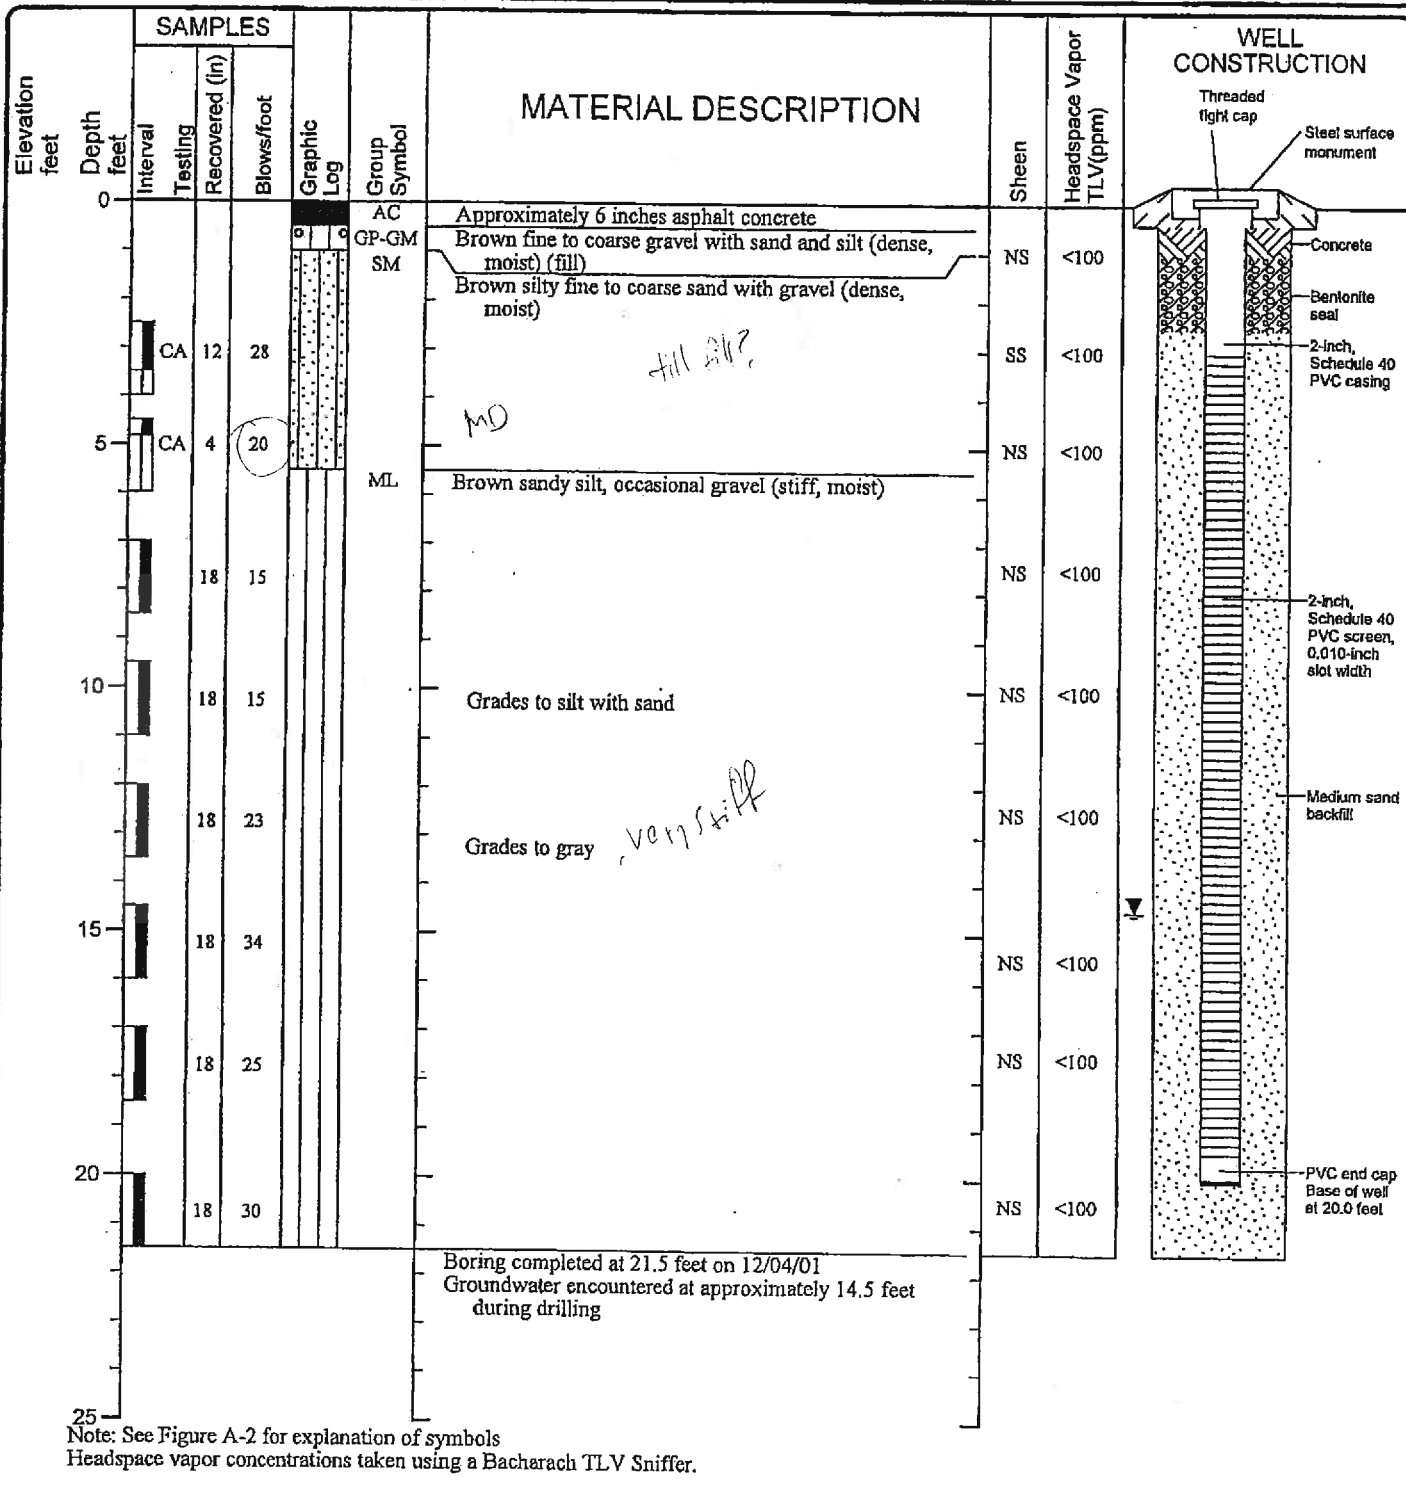 SAMPLES
Elevation
feet
Depth
feet
Interval
Testing
Recovered (in)
Blows/foot
Graphic
Log
Group
Symbol
MATERIAL DESCRIPTION
Sheen
Headspace Vapor
TLV(ppm)
WELL
CONSTRUCTION
Threaded
tight cap
Steel surface
monument
0
AC
Approximately 6 inches asphalt concrete
GP-GM
Brown fine to coarse gravel with sand and silt (dense,
moist) (fill)
NS
<100
Concrete
SM
Brown silty fine to coarse sand with gravel (dense,
moist)
Bentonite
seal
CA
12
28
till fill?
SS
<100
2-inch,
Schedule 40
PVC casing
MD
5
CA
4
20
NS
<100
ML
Brown sandy silt, occasional gravel (stiff, moist)
18
15
NS
<100
2-inch,
Schedule 40
PVC screen,
0.010-inch
slot width
10
18
15
Grades to silt with sand
NS
<100
18
23
NS
<100
Medium sand
backfill
Grades to gray
, very stiff
15
18
34
NS
<100
18
25
NS
<100
20
18
30
NS
<100
PVC end cap
Base of well
at 20.0 feet
Boring completed at 21.5 feet on 12/04/01
Groundwater encountered at approximately 14.5 feet
during drilling
25
Note: See Figure A-2 for explanation of symbols
Headspace vapor concentrations taken using a Bacharach TLV Sniffer.